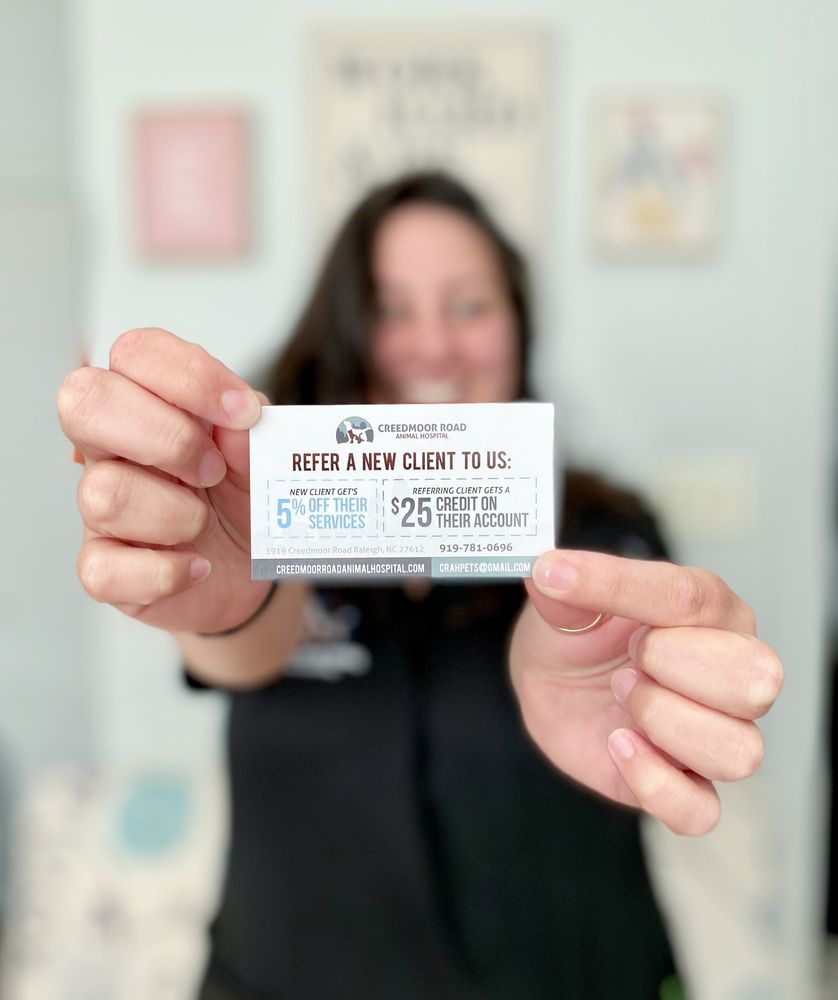 CREEDMOOR ROAD
ANIMAL HOSPITAL
REFER A NEW CLIENT TO US:
NEW CLIENT GET'S
5% OFF THEIR
SERVICES
REFERRING CLIENT GETS A
$25 CREDIT ON
THEIR ACCOUNT
5919 Creedmoor Road Raleigh, NC 27612 919-781-0696
CREEDMOORROADANIMALHOSPITAL.COM CRAHPETS@GMAIL.COM